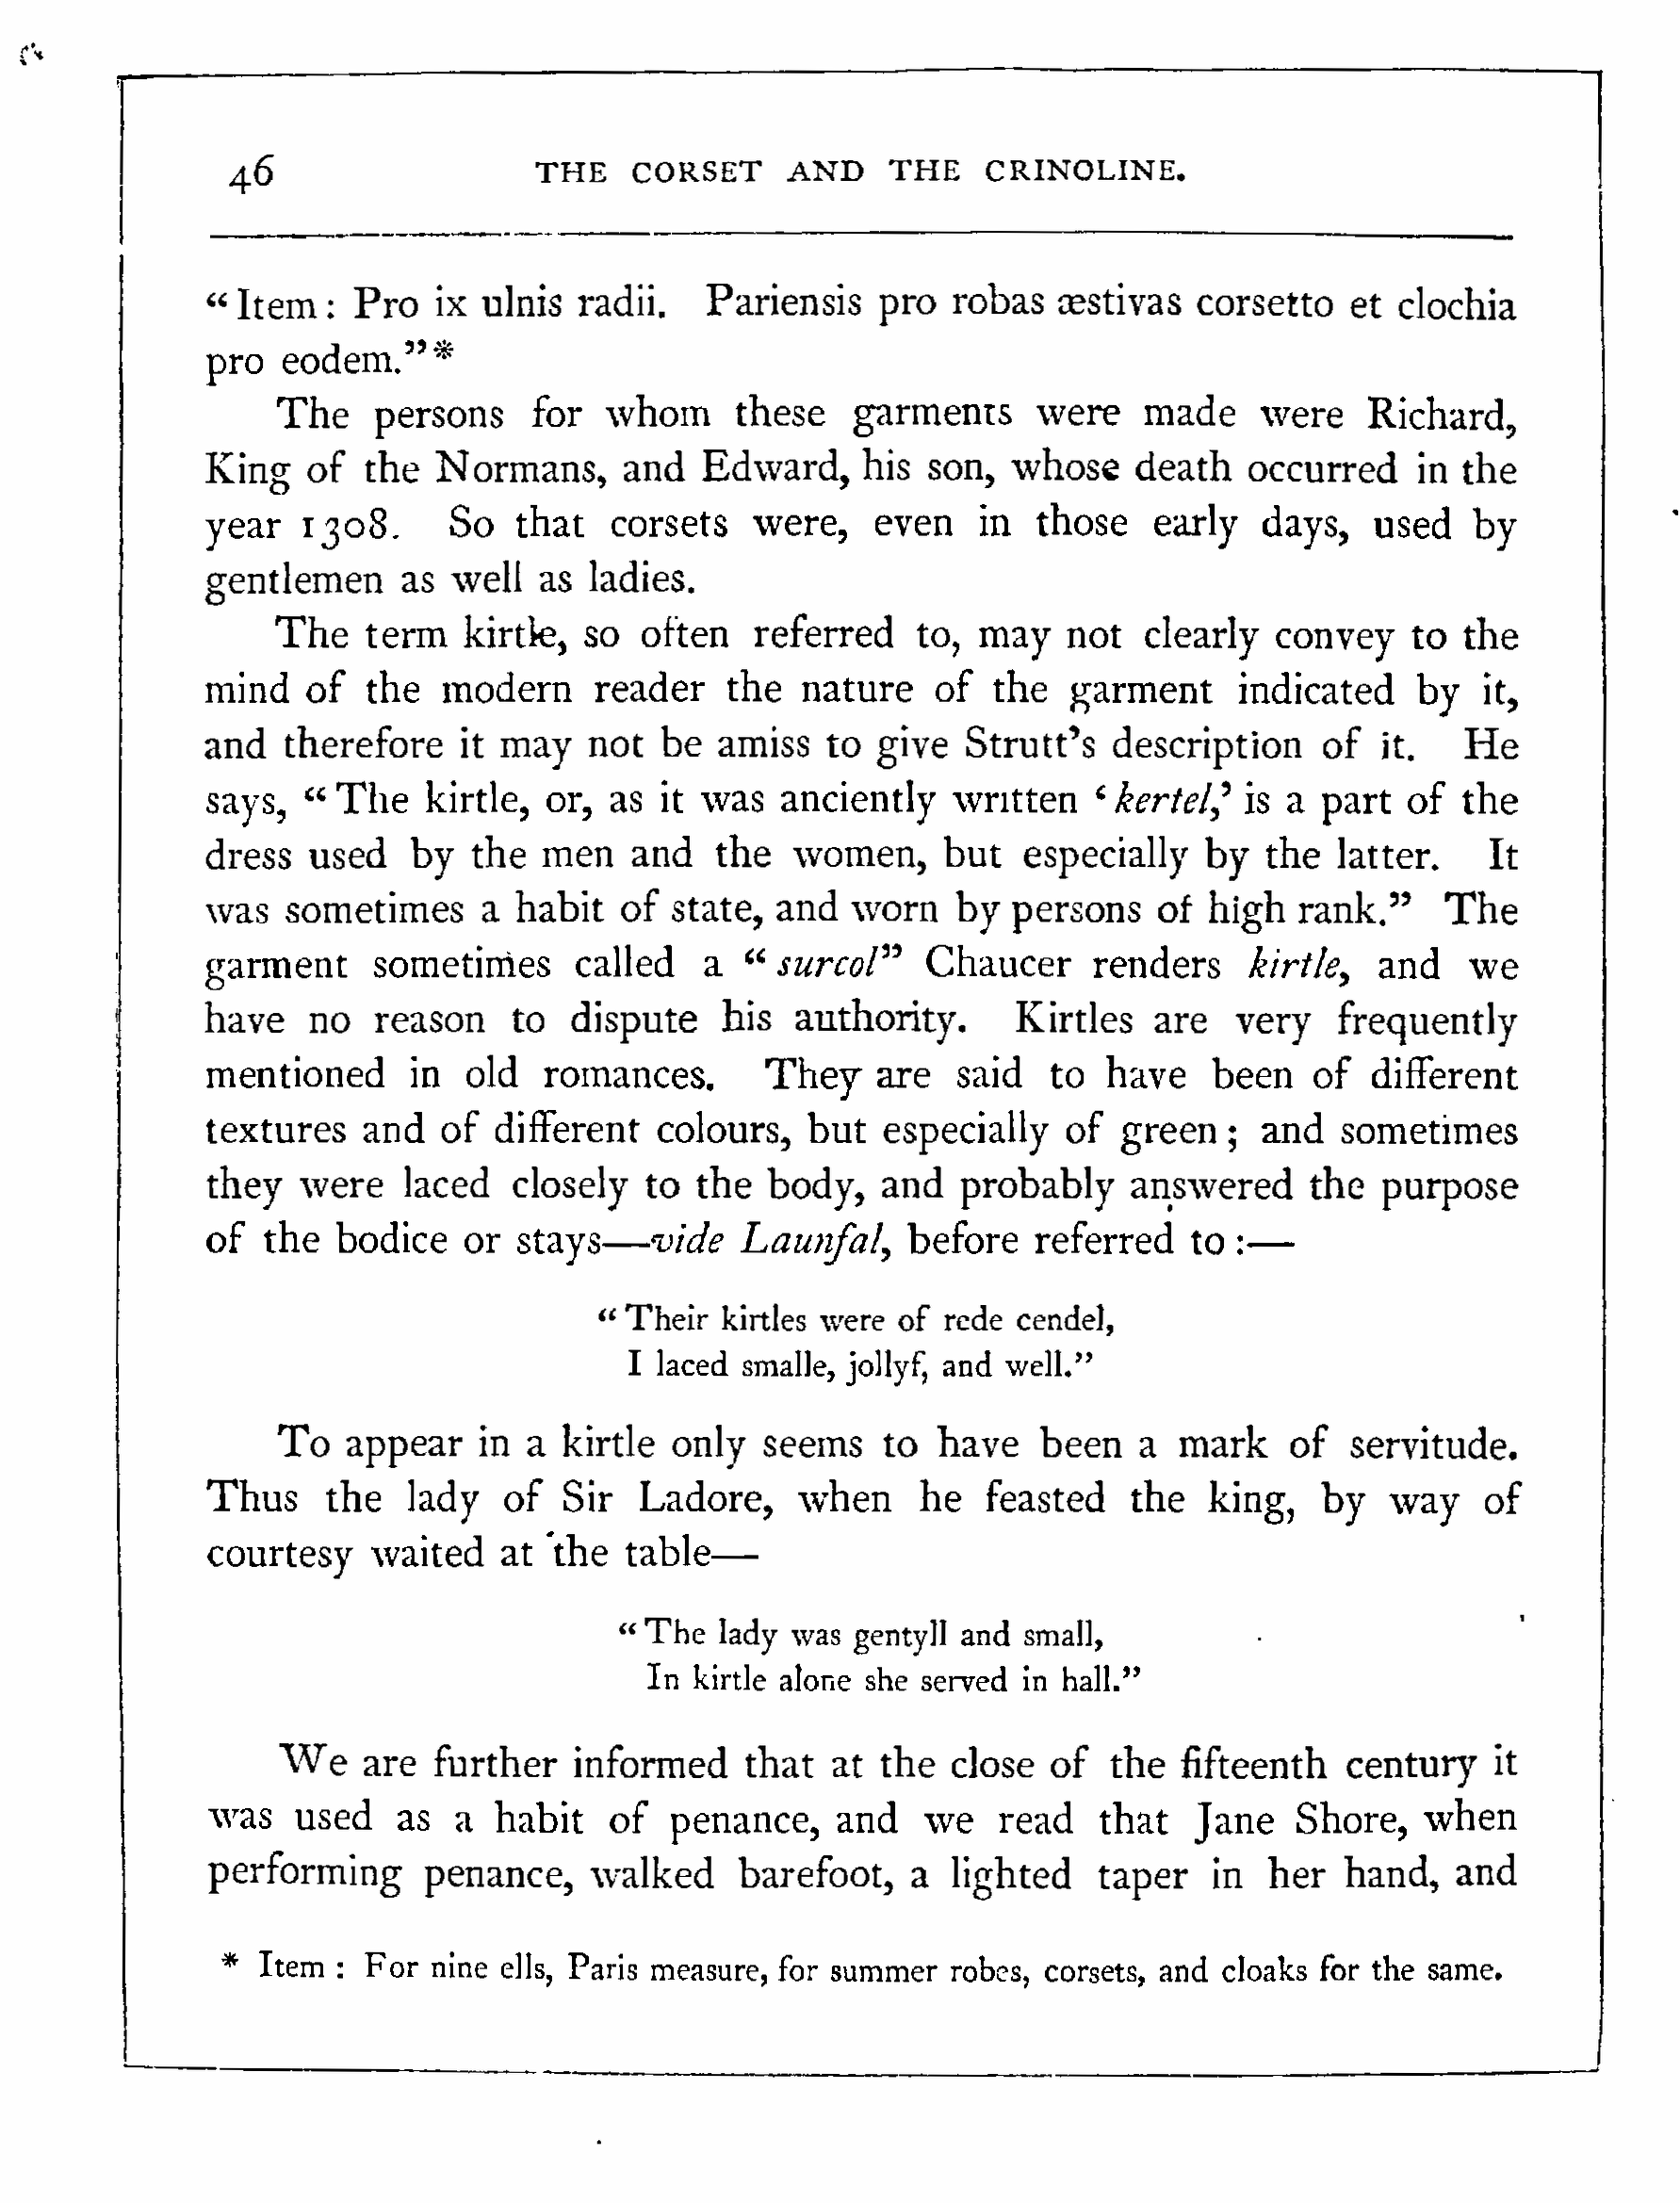 46 THE CORSET AND THE CRINOLINE.
“Item: Pro ix ulnis radii. Pariensis pro robas æstivas corsetto et clochia
pro eodem.”*
The persons for whom these garments were made were Richard,
King of the Normans, and Edward, his son, whose death occurred in the
year 1308. So that corsets were, even in those early days, used by
gentlemen as well as ladies.
The term kirtle, so often referred to, may not clearly convey to the
mind of the modern reader the nature of the garment indicated by it,
and therefore it may not be amiss to give Strutt’s description of it. He
says, “The kirtle, or, as it was anciently written ‘kertel,’ is a part of the
dress used by the men and the women, but especially by the latter. It
was sometimes a habit of state, and worn by persons of high rank.” The
garment sometimes called a “surcol” Chaucer renders kirtle, and we
have no reason to dispute his authority. Kirtles are very frequently
mentioned in old romances. They are said to have been of different
textures and of different colours, but especially of green; and sometimes
they were laced closely to the body, and probably answered the purpose
of the bodice or stays—vide Launfal, before referred to:—
“Their kirtles were of rede cendel,
I laced smalle, jollyf, and well.”
To appear in a kirtle only seems to have been a mark of servitude.
Thus the lady of Sir Ladore, when he feasted the king, by way of
courtesy waited at the table—
“The lady was gentyll and small,
In kirtle alone she served in hall.”
We are further informed that at the close of the fifteenth century it
was used as a habit of penance, and we read that Jane Shore, when
performing penance, walked barefoot, a lighted taper in her hand, and
* Item: For nine ells, Paris measure, for summer robes, corsets, and cloaks for the same.